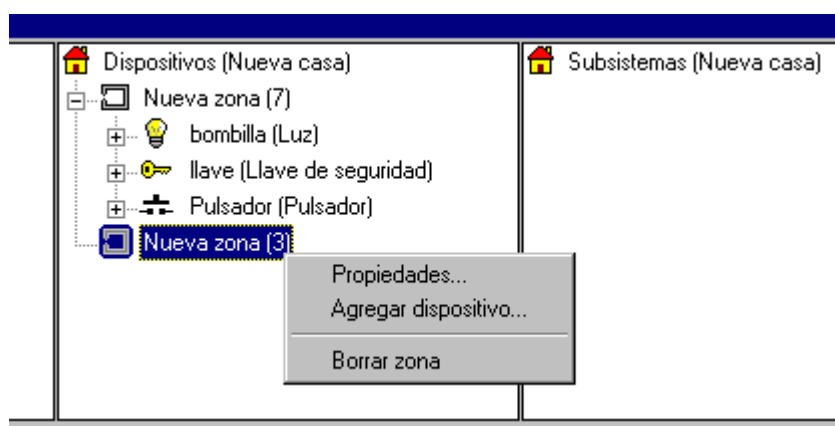 Dispositivos (Nueva casa)
Nueva zona (7)
bombilla (Luz)
llave (Llave de seguridad)
Pulsador (Pulsador)
Nueva zona (3)
Propiedades...
Agregar dispositivo...
Borrar zona
Subsistemas (Nueva casa)